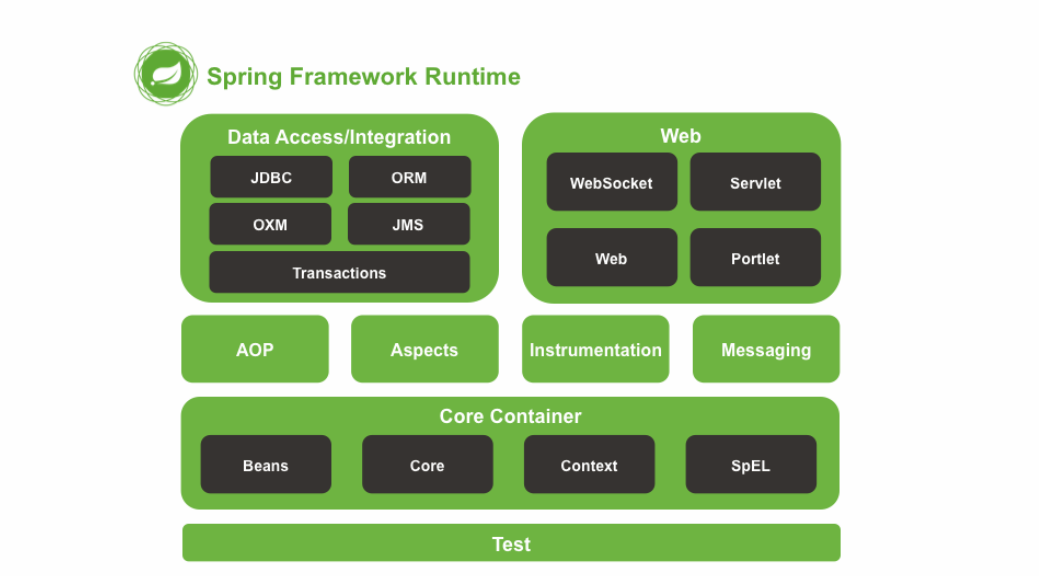 Spring Framework Runtime
Data Access/Integration
JDBC
ORM
OXM
JMS
Transactions
Web
WebSocket
Servlet
Web
Portlet
AOP
Aspects
Instrumentation
Messaging
Core Container
Beans
Core
Context
SpEL
Test